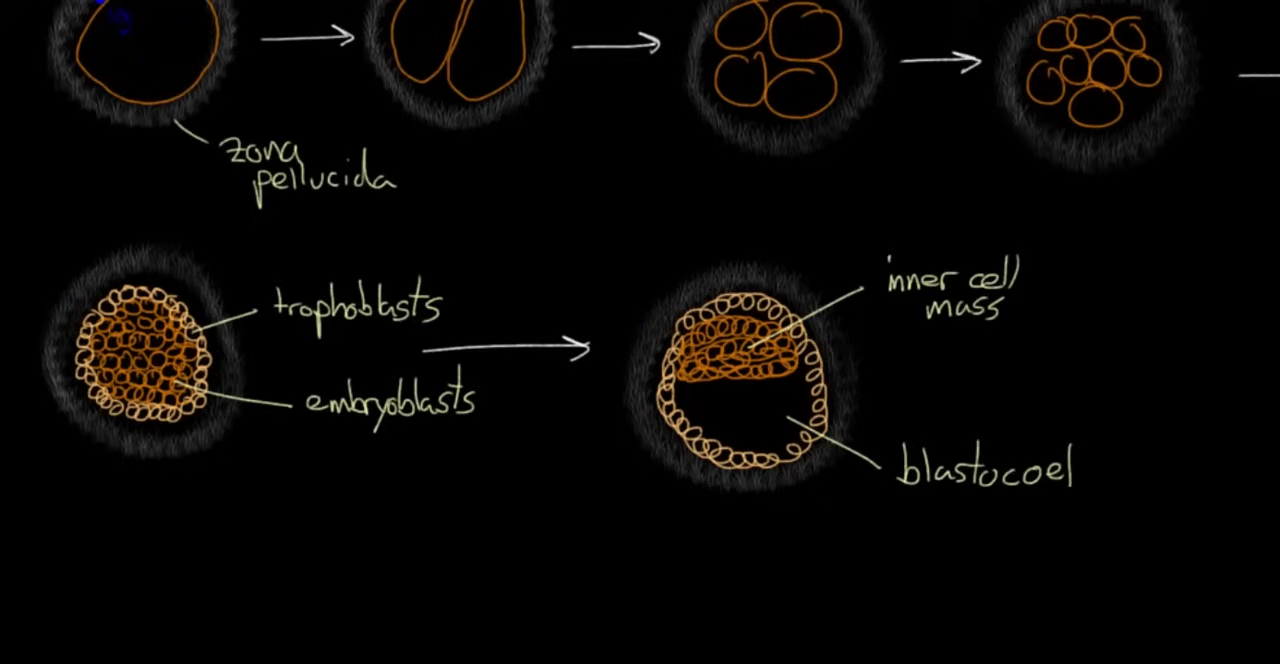 zona
pellucida
trophoblasts
embryoblasts
inner cell
mass
blastocoel